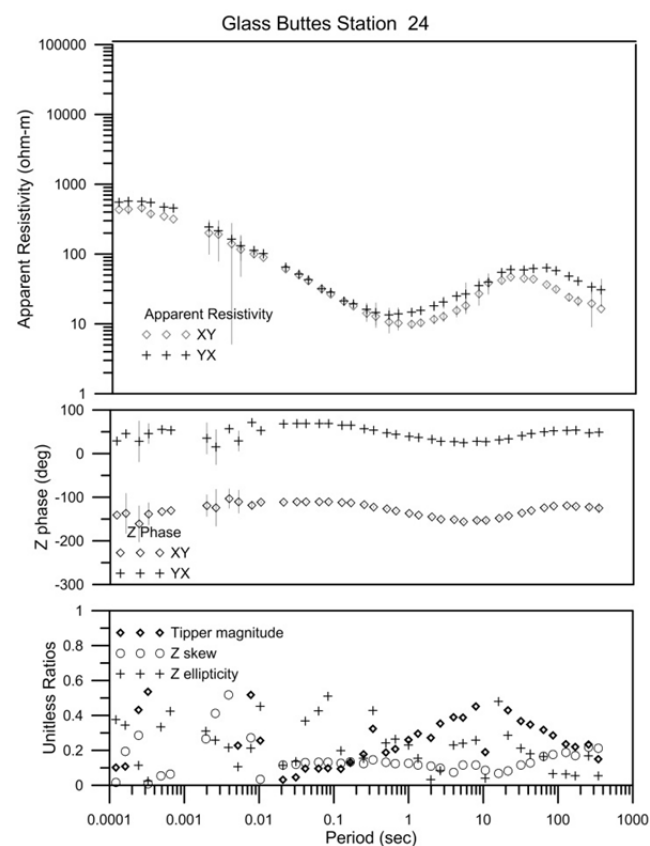 Glass Buttes Station 24
Apparent Resistivity (ohm-m)
100000
10000
1000
100
10
1
Apparent Resistivity
XY
YX
Z phase (deg)
100
0
-100
-200
-300
Z Phase
XY
YX
Unitless Ratios
1
0.8
0.6
0.4
0.2
0
Tipper magnitude
Z skew
Z ellipticity
0.0001 0.001 0.01 0.1 1 10 100 1000
Period (sec)